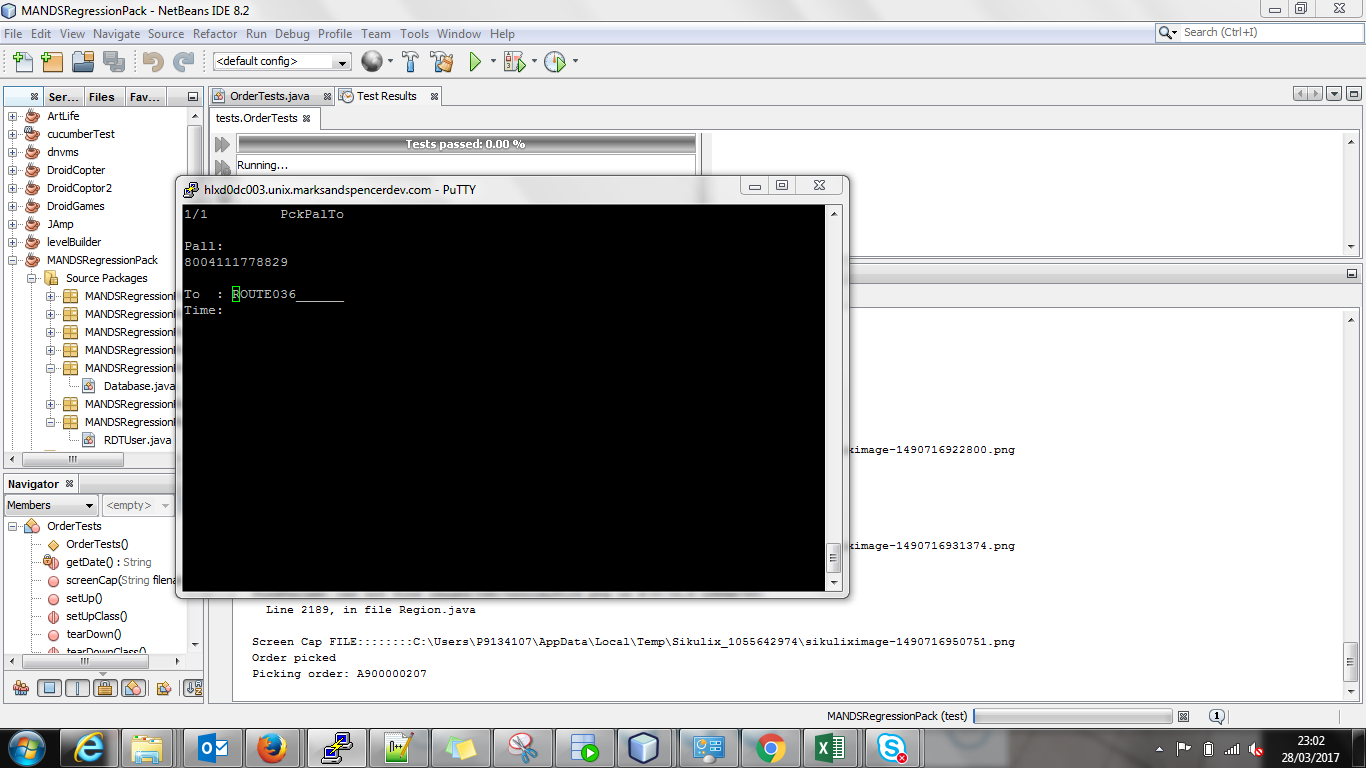 MANDSRegressionPack - NetBeans IDE 8.2
File Edit View Navigate Source Refactor Run Debug Profile Team Tools Window Help
Search (Ctrl+I)
<default config>
Ser... Files Fav...
OrderTests.java Test Results
ArtLife
cucumberTest
dnvms
DroidCopter
DroidCoptor2
DroidGames
JAmp
levelBuilder
MANDSRegressionPack
Source Packages
MANDSRegression
MANDSRegression
MANDSRegression
MANDSRegression
MANDSRegression
Database.java
MANDSRegression
MANDSRegression
RDTUser.java
tests.OrderTests
Tests passed: 0.00 %
Running...
hlxd0dc003.unix.marksandspencerdev.com - PuTTY
1/1 PckPalTo
Pall:
8004111778829
To : ROUTE036______
Time:
ximage-1490716922800.png
ximage-1490716931374.png
Line 2189, in file Region.java
Screen Cap FILE::::::::C:\Users\P9134107\AppData\Local\Temp\Sikulix_1055642974\sikuliximage-1490716950751.png
Order picked
Picking order: A900000207
Navigator
Members <empty>
OrderTests
OrderTests()
getDate() : String
screenCap(String filena
setUp()
setUpClass()
tearDown()
tearDownClass()
MANDSRegressionPack (test)
1
23:02
28/03/2017